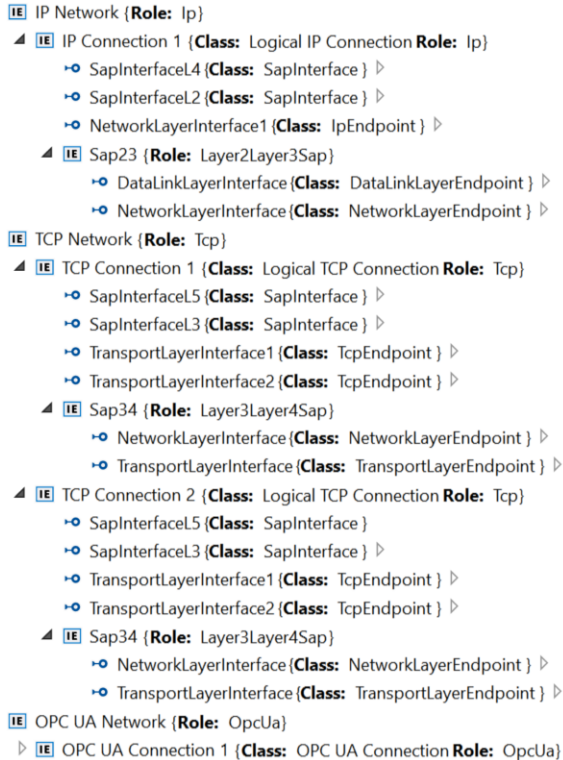 IE IP Network {Role: Ip}
IE IP Connection 1 {Class: Logical IP Connection Role: Ip}
SapInterfaceL4 {Class: SapInterface }
SapInterfaceL2 {Class: SapInterface }
NetworkLayerInterface1 {Class: IpEndpoint }
IE Sap23 {Role: Layer2Layer3Sap}
DataLinkLayerInterface {Class: DataLinkLayerEndpoint }
NetworkLayerInterface {Class: NetworkLayerEndpoint }
IE TCP Network {Role: Tcp}
IE TCP Connection 1 {Class: Logical TCP Connection Role: Tcp}
SapInterfaceL5 {Class: SapInterface }
SapInterfaceL3 {Class: SapInterface }
TransportLayerInterface1 {Class: TcpEndpoint }
TransportLayerInterface2 {Class: TcpEndpoint }
IE Sap34 {Role: Layer3Layer4Sap}
NetworkLayerInterface {Class: NetworkLayerEndpoint }
TransportLayerInterface {Class: TransportLayerEndpoint }
IE TCP Connection 2 {Class: Logical TCP Connection Role: Tcp}
SapInterfaceL5 {Class: SapInterface }
SapInterfaceL3 {Class: SapInterface }
TransportLayerInterface1 {Class: TcpEndpoint }
TransportLayerInterface2 {Class: TcpEndpoint }
IE Sap34 {Role: Layer3Layer4Sap}
NetworkLayerInterface {Class: NetworkLayerEndpoint }
TransportLayerInterface {Class: TransportLayerEndpoint }
IE OPC UA Network {Role: OpcUa}
IE OPC UA Connection 1 {Class: OPC UA Connection Role: OpcUa}